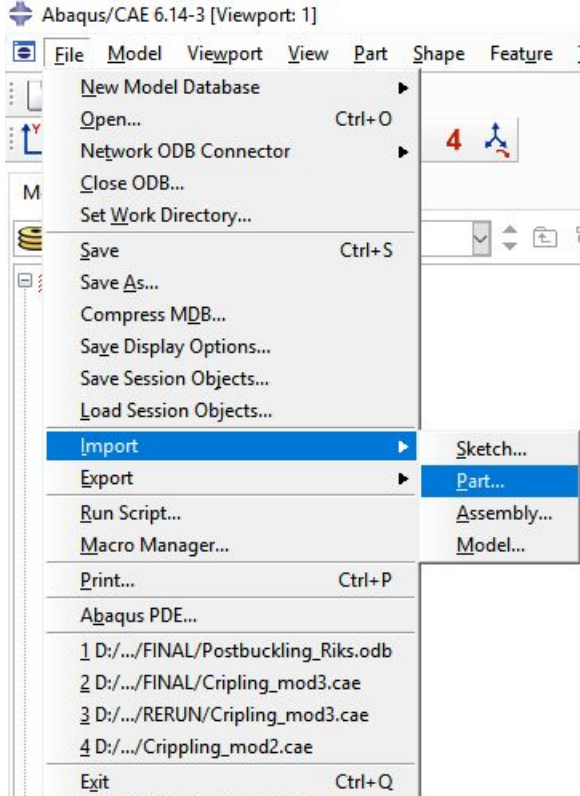 Abaqus/CAE 6.14-3 [Viewport: 1]
File Model Viewport View Part Shape Feature
New Model Database
Open... Ctrl+O
Network ODB Connector
4
Close ODB...
Set Work Directory...
Save Ctrl+S
Save As...
Compress MDB...
Save Display Options...
Save Session Objects...
Load Session Objects...
Import
Sketch...
Export
Part...
Run Script...
Assembly...
Macro Manager...
Model...
Print... Ctrl+P
Abaqus PDE...
1 D:/.../FINAL/Postbuckling_Riks.odb
2 D:/.../FINAL/Cripling_mod3.cae
3 D:/.../RERUN/Cripling_mod3.cae
4 D:/.../Crippling_mod2.cae
Exit Ctrl+Q